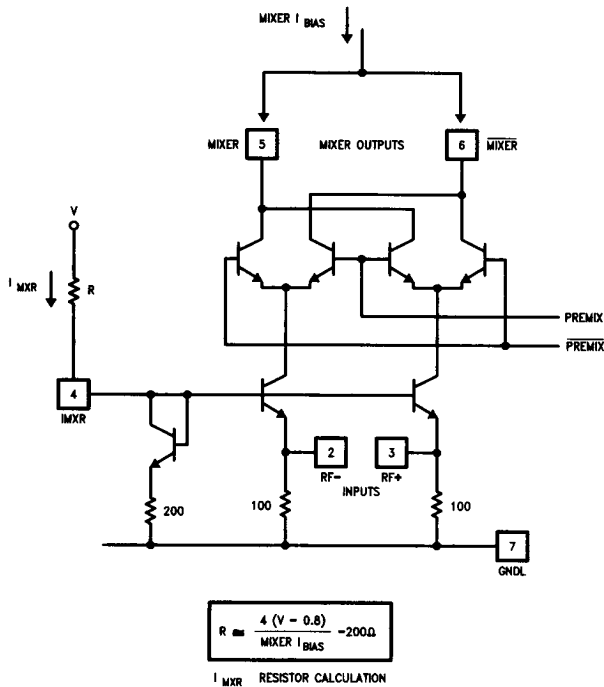 MIXER I BIAS
MIXER
5
MIXER OUTPUTS
6
MIXER
V
I MXR
R
PREMIX
PREMIX
4
IMXR
2
3
RF-
RF+
INPUTS
200
100
100
7
GNDL
R ≅ 4 (V - 0.8) / MIXER I BIAS -200Ω
I MXR RESISTOR CALCULATION